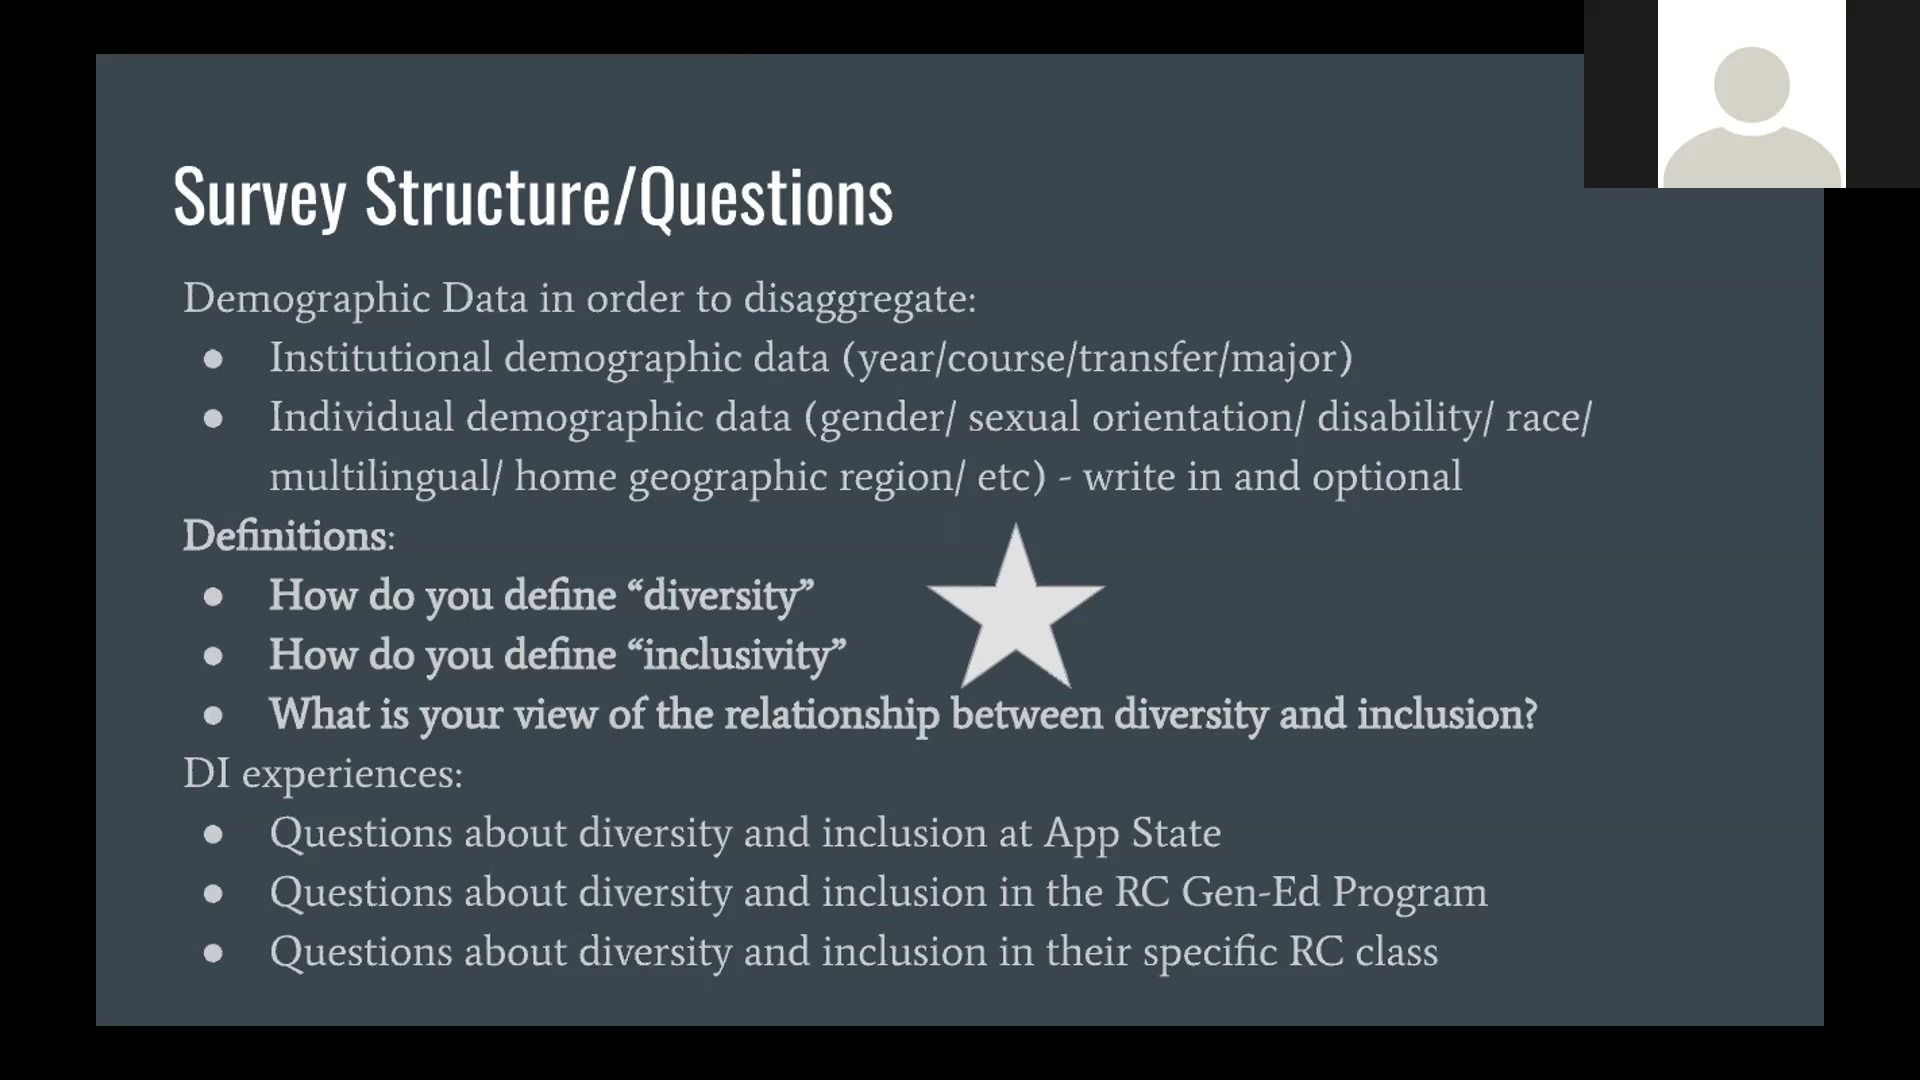 Survey Structure/Questions
Demographic Data in order to disaggregate:
● Institutional demographic data (year/course/transfer/major)
● Individual demographic data (gender/ sexual orientation/ disability/ race/
multilingual/ home geographic region/ etc) - write in and optional
Definitions:
● How do you define “diversity”
● How do you define “inclusivity”
● What is your view of the relationship between diversity and inclusion?
DI experiences:
● Questions about diversity and inclusion at App State
● Questions about diversity and inclusion in the RC Gen-Ed Program
● Questions about diversity and inclusion in their specific RC class